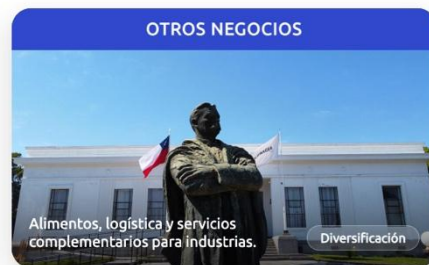 OTROS NEGOCIOS
Alimentos, logística y servicios
complementarios para industrias.
Diversificación